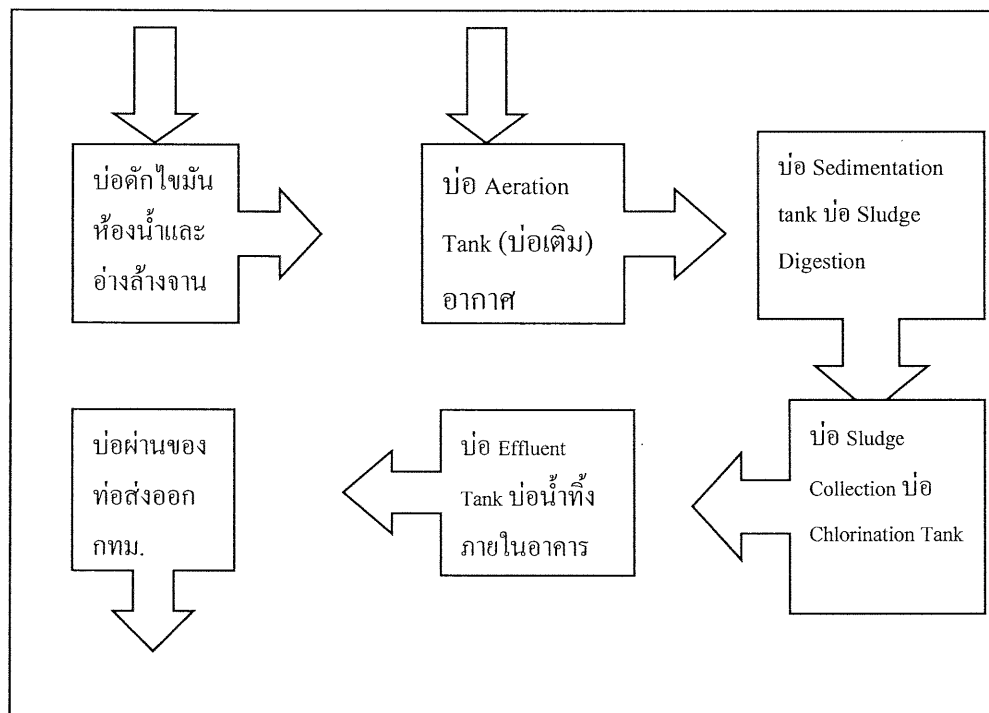 บ่อดักไขมัน
ห้องน้ำและ
อ่างล้างจาน
บ่อ Aeration
Tank (บ่อเติม)
อากาศ
บ่อ Sedimentation
tank บ่อ Sludge
Digestion
บ่อผ่านของ
ท่อส่งออก
กทม.
บ่อ Effluent
Tank บ่อน้ำทิ้ง
ภายในอาคาร
บ่อ Sludge
Collection บ่อ
Chlorination Tank